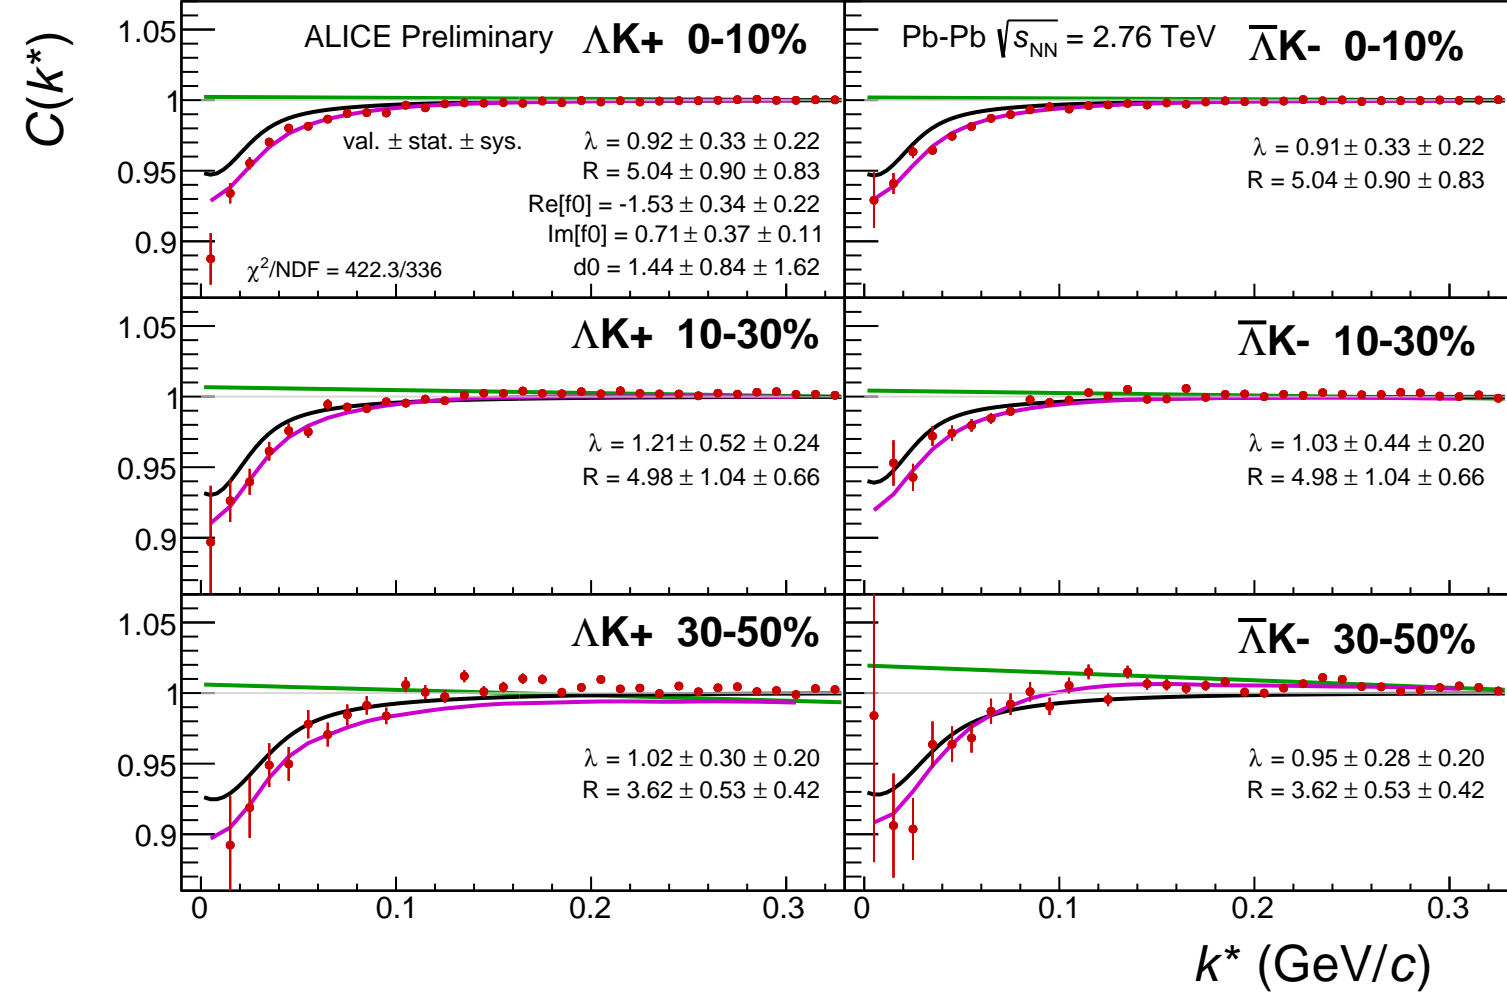 C(k*)
ALICE Preliminary ΛK+ 0-10%
1.05
1
0.95
0.9
val. ± stat. ± sys.
λ = 0.92 ± 0.33 ± 0.22
R = 5.04 ± 0.90 ± 0.83
Re[f0] = -1.53 ± 0.34 ± 0.22
Im[f0] = 0.71 ± 0.37 ± 0.11
d0 = 1.44 ± 0.84 ± 1.62
χ²/NDF = 422.3/336
Pb-Pb √sNN = 2.76 TeV Λ̅K- 0-10%
λ = 0.91 ± 0.33 ± 0.22
R = 5.04 ± 0.90 ± 0.83
ΛK+ 10-30%
1.05
1
0.95
0.9
λ = 1.21 ± 0.52 ± 0.24
R = 4.98 ± 1.04 ± 0.66
Λ̅K- 10-30%
λ = 1.03 ± 0.44 ± 0.20
R = 4.98 ± 1.04 ± 0.66
ΛK+ 30-50%
1.05
1
0.95
0.9
λ = 1.02 ± 0.30 ± 0.20
R = 3.62 ± 0.53 ± 0.42
Λ̅K- 30-50%
λ = 0.95 ± 0.28 ± 0.20
R = 3.62 ± 0.53 ± 0.42
0 0.1 0.2 0.3
0 0.1 0.2 0.3
k* (GeV/c)